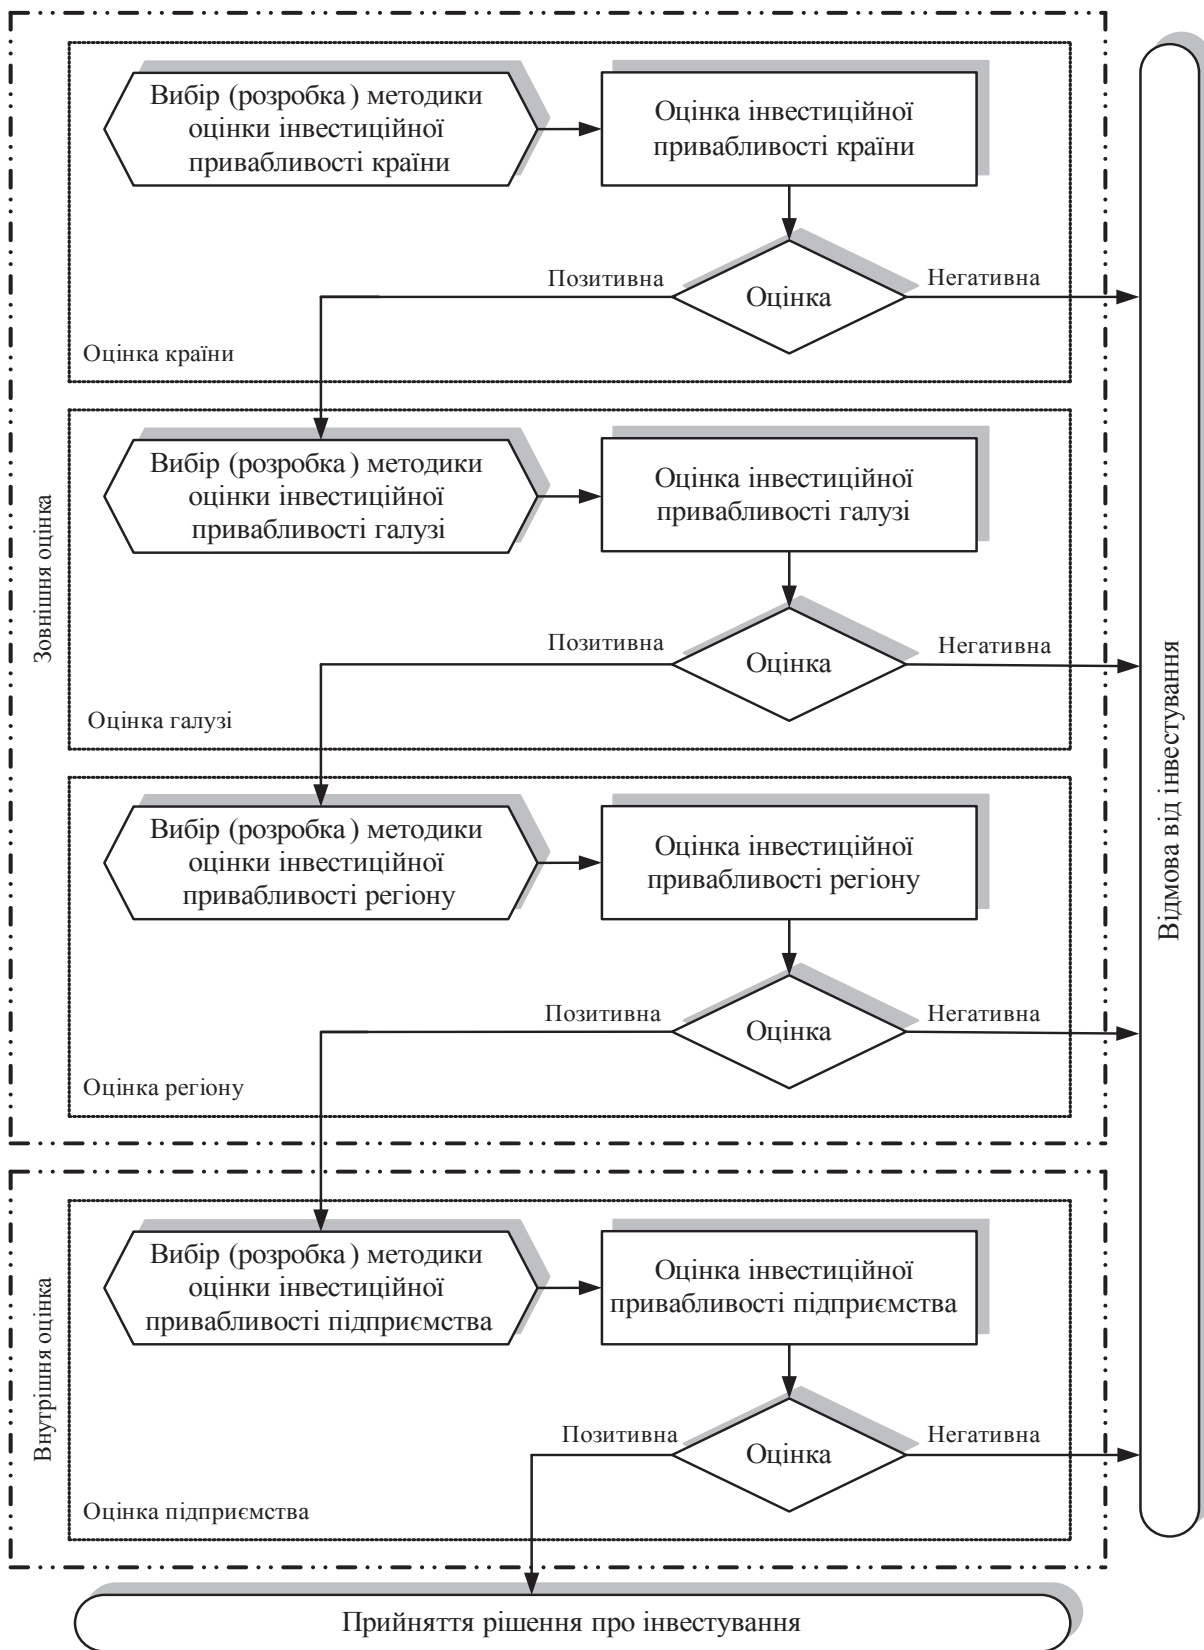 Вибір (розробка) методики
оцінки інвестиційної
привабливості країни
Оцінка інвестиційної
привабливості країни
Позитивна
Оцінка
Негативна
Оцінка країни
Зовнішня оцінка
Вибір (розробка) методики
оцінки інвестиційної
привабливості галузі
Оцінка інвестиційної
привабливості галузі
Позитивна
Оцінка
Негативна
Оцінка галузі
Вибір (розробка) методики
оцінки інвестиційної
привабливості регіону
Оцінка інвестиційної
привабливості регіону
Позитивна
Оцінка
Негативна
Оцінка регіону
Відмова від інвестування
Внутрішня оцінка
Вибір (розробка) методики
оцінки інвестиційної
привабливості підприємства
Оцінка інвестиційної
привабливості підприємства
Позитивна
Оцінка
Негативна
Оцінка підприємства
Прийняття рішення про інвестування